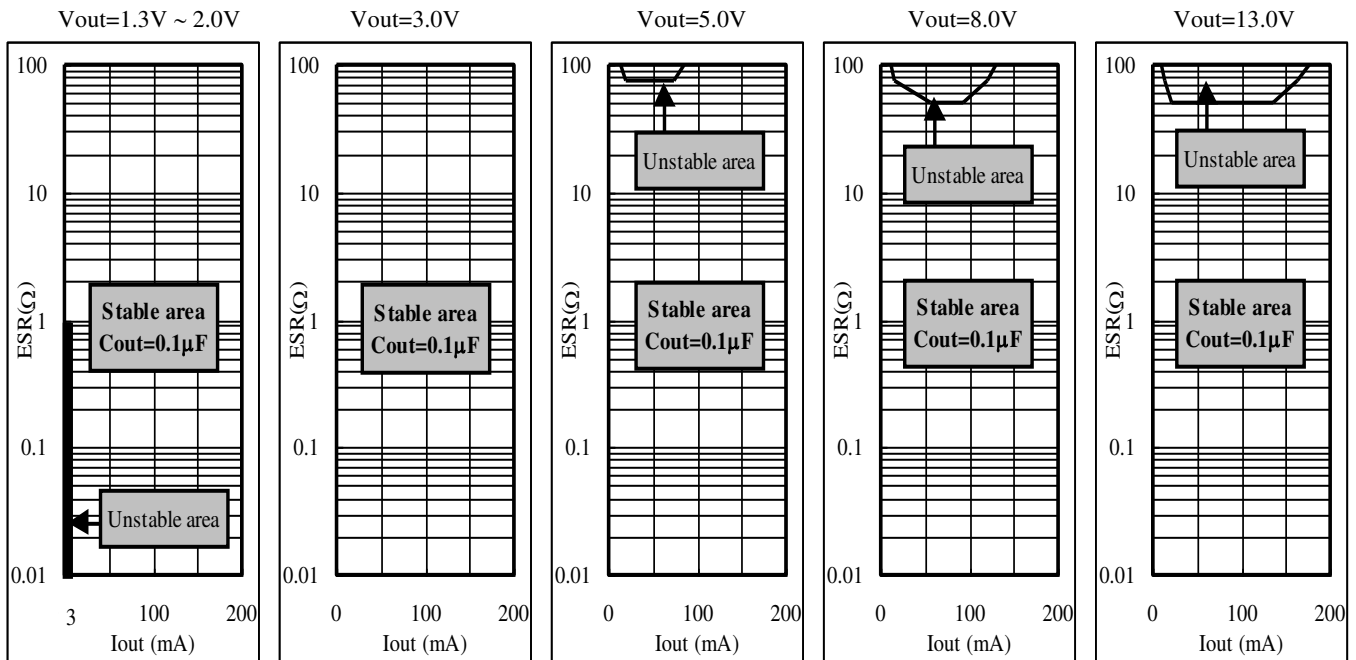 Vout=1.3V ~ 2.0V
100
10
1
0.1
0.01
ESR(Ω)
Stable area
Cout=0.1μF
Unstable area
3
100
200
Iout (mA)
Vout=3.0V
100
10
1
0.1
0.01
ESR(Ω)
Stable area
Cout=0.1μF
0
100
200
Iout (mA)
Vout=5.0V
100
10
1
0.1
0.01
ESR(Ω)
Unstable area
Stable area
Cout=0.1μF
0
100
200
Iout (mA)
Vout=8.0V
100
10
1
0.1
0.01
ESR(Ω)
Unstable area
Stable area
Cout=0.1μF
0
100
200
Iout (mA)
Vout=13.0V
100
10
1
0.1
0.01
ESR(Ω)
Unstable area
Stable area
Cout=0.1μF
0
100
200
Iout (mA)